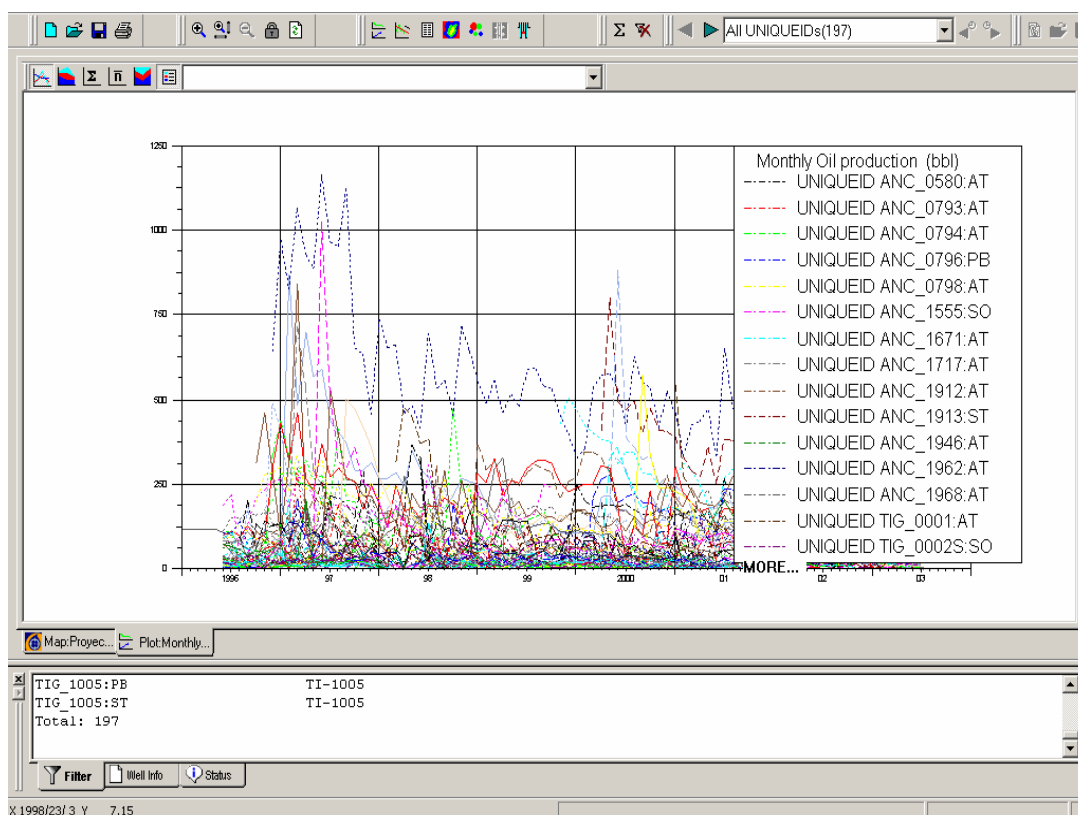 All UNIQUEIDs(197)
1250
1000
750
500
250
0
1996
97
98
99
2000
01
02
03
Monthly Oil production (bbl)
UNIQUEID ANC_0580:AT
UNIQUEID ANC_0793:AT
UNIQUEID ANC_0794:AT
UNIQUEID ANC_0796:PB
UNIQUEID ANC_0798:AT
UNIQUEID ANC_1555:SO
UNIQUEID ANC_1671:AT
UNIQUEID ANC_1717:AT
UNIQUEID ANC_1912:AT
UNIQUEID ANC_1913:ST
UNIQUEID ANC_1946:AT
UNIQUEID ANC_1962:AT
UNIQUEID ANC_1968:AT
UNIQUEID TIG_0001:AT
UNIQUEID TIG_0002S:SO
MORE...
Map:Proyec... Plot:Monthly...
TIG_1005:PB TI-1005
TIG_1005:ST TI-1005
Total: 197
Filter Well Info Status
X 1998/23/ 3 Y 7.15